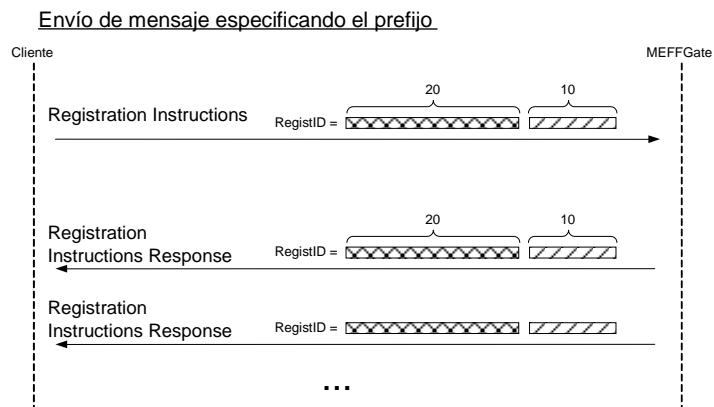 Envío de mensaje especificando el prefijo
Cliente
MEFFGate
20
10
Registration Instructions
RegistID =
20
10
Registration
Instructions Response
RegistID =
Registration
Instructions Response
RegistID =
...